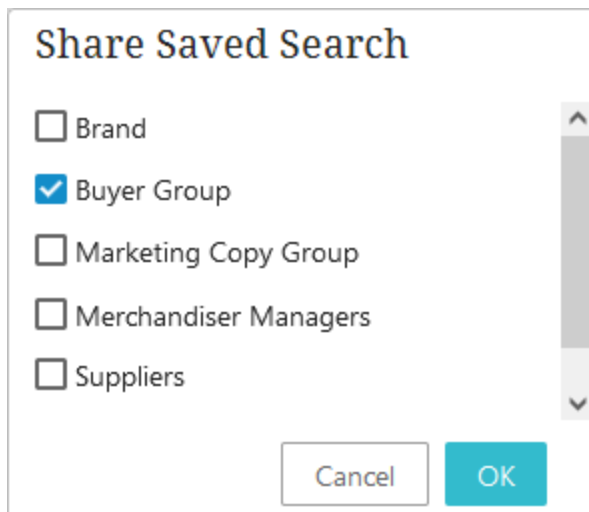 Share Saved Search
Brand
Buyer Group
Marketing Copy Group
Merchandiser Managers
Suppliers
Cancel OK